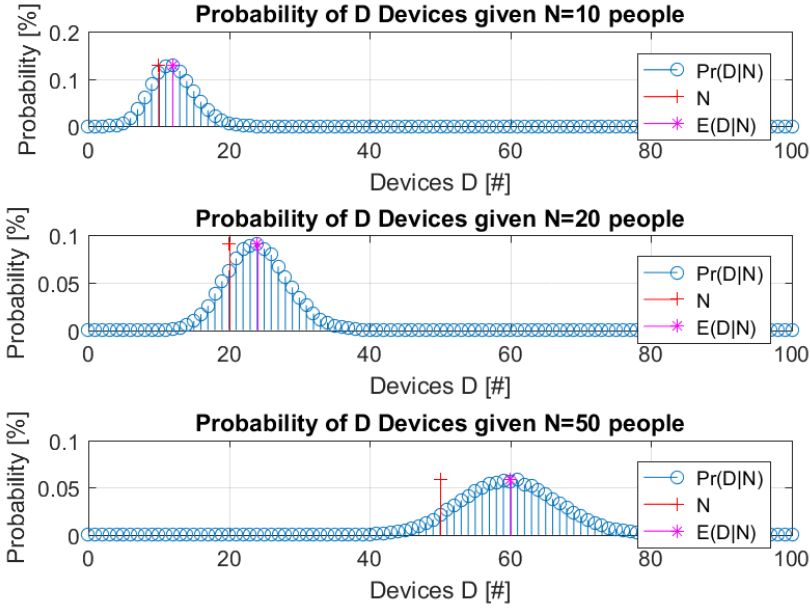 Probability of D Devices given N=10 people
Probability [%]
0.2
0.1
0
Pr(D|N)
N
E(D|N)
0 20 40 60 80 100
Devices D [#]
Probability of D Devices given N=20 people
Probability [%]
0.1
0.05
0
Pr(D|N)
N
E(D|N)
0 20 40 60 80 100
Devices D [#]
Probability of D Devices given N=50 people
Probability [%]
0.1
0.05
0
Pr(D|N)
N
E(D|N)
0 20 40 60 80 100
Devices D [#]